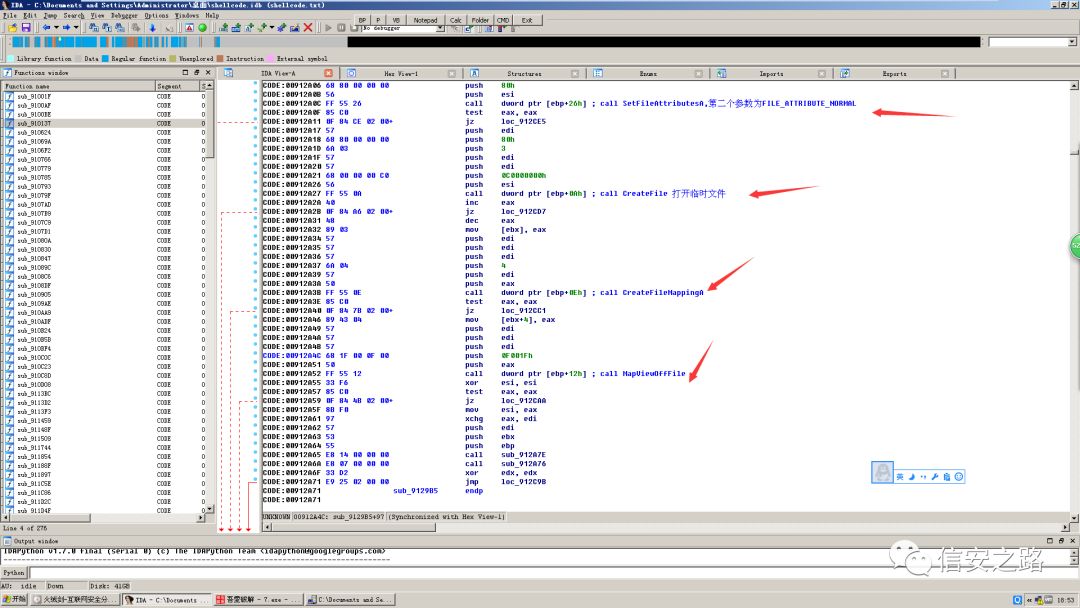 IDA - C:\Documents and Settings\Administrator\桌面\shellcode.idb (shellcode.txt)
File Edit Jump Search View Debugger Options Windows Help
BP P VB Notepad Calc Folder CMD Exit
No debugger
Library function Data Regular function Unexplored Instruction External symbol
Functions window
IDA View-A
Hex View-1
Structures
Enums
Imports
Exports
Function name Segment
sub_91001F CODE 0
sub_9100BE CODE 0
sub_910137 CODE 0
sub_910624 CODE 0
sub_91069A CODE 0
sub_9106F2 CODE 0
sub_910766 CODE 0
sub_910779 CODE 0
sub_910785 CODE 0
sub_910793 CODE 0
sub_91079F CODE 0
sub_9107AD CODE 0
sub_9107B9 CODE 0
sub_9107C9 CODE 0
sub_9107D1 CODE 0
sub_91080A CODE 0
sub_910830 CODE 0
sub_910847 CODE 0
sub_91089C CODE 0
sub_9108C6 CODE 0
sub_9108DF CODE 0
sub_910905 CODE 0
sub_9109AE CODE 0
sub_910AA9 CODE 0
sub_910ADF CODE 0
sub_910B24 CODE 0
sub_910B5B CODE 0
sub_910BF4 CODE 0
sub_910C0C CODE 0
sub_910C23 CODE 0
sub_910C8D CODE 0
sub_910D08 CODE 0
sub_9113BC CODE 0
sub_9113D2 CODE 0
sub_9113F3 CODE 0
sub_911459 CODE 0
sub_91148F CODE 0
sub_911509 CODE 0
sub_911744 CODE 0
sub_911854 CODE 0
sub_91188F CODE 0
sub_911897 CODE 0
sub_911C5E CODE 0
sub_911C86 CODE 0
sub_911D2C CODE 0
sub_911D4F CODE 0
Line 4 of 276
CODE:00912A06 68 80 00 00 00 push 80h
CODE:00912A0B 56 push esi
CODE:00912A0C FF 55 26 call dword ptr [ebp+26h] ; call SetFileAttributesA,第二个参数为FILE_ATTRIBUTE_NORMAL
CODE:00912A0F 85 C0 test eax, eax
CODE:00912A11 0F 84 CE 02 00+ jz loc_912CE5
CODE:00912A17 57 push edi
CODE:00912A18 68 80 00 00 00 push 80h
CODE:00912A1D 6A 03 push 3
CODE:00912A1F 57 push edi
CODE:00912A20 57 push edi
CODE:00912A21 68 00 00 00 C0 push 0C0000000h
CODE:00912A26 56 push esi
CODE:00912A27 FF 55 0A call dword ptr [ebp+0Ah] ; call CreateFile 打开临时文件
CODE:00912A2A 40 inc eax
CODE:00912A2B 0F 84 A6 02 00+ jz loc_912CD7
CODE:00912A31 48 dec eax
CODE:00912A32 89 03 mov [ebx], eax
CODE:00912A34 57 push edi
CODE:00912A35 57 push edi
CODE:00912A36 57 push edi
CODE:00912A37 6A 04 push 4
CODE:00912A39 57 push edi
CODE:00912A3A 50 push eax
CODE:00912A3B FF 55 0E call dword ptr [ebp+0Eh] ; call CreateFileMappingA
CODE:00912A3E 85 C0 test eax, eax
CODE:00912A40 0F 84 7B 02 00+ jz loc_912CC1
CODE:00912A46 89 43 04 mov [ebx+4], eax
CODE:00912A49 57 push edi
CODE:00912A4A 57 push edi
CODE:00912A4B 57 push edi
CODE:00912A4C 68 1F 00 0F 00 push 0F001Fh
CODE:00912A51 50 push eax
CODE:00912A52 FF 55 12 call dword ptr [ebp+12h] ; call MapViewOfFile
CODE:00912A55 33 F6 xor esi, esi
CODE:00912A57 85 C0 test eax, eax
CODE:00912A59 0F 84 4B 02 00+ jz loc_912CAA
CODE:00912A5F 8B F0 mov esi, eax
CODE:00912A61 97 xchg eax, edi
CODE:00912A62 57 push edi
CODE:00912A63 53 push ebx
CODE:00912A64 55 push ebp
CODE:00912A65 E8 14 00 00 00 call sub_912A7E
CODE:00912A6A E8 07 00 00 00 call sub_912A76
CODE:00912A6F 33 D2 xor edx, edx
CODE:00912A71 E9 25 02 00 00 jmp loc_912C9B
CODE:00912A71 sub_9129B5 endp
CODE:00912A71
UNKNOWN 00912A4C: sub_9129B5+97 (Synchronized with Hex View-1)
英
52
Output window
IDAPython v1.7.0 final (serial 0) (c) The IDAPython Team <idapython@googlegroups.com>
Python
AU: idle Down Disk: 41GB
信安之路
开始
火绒剑-互联网安全分...
IDA - C:\Documents ...
吾爱破解 - 7.exe - ...
C:\Documents and Se...
18:53